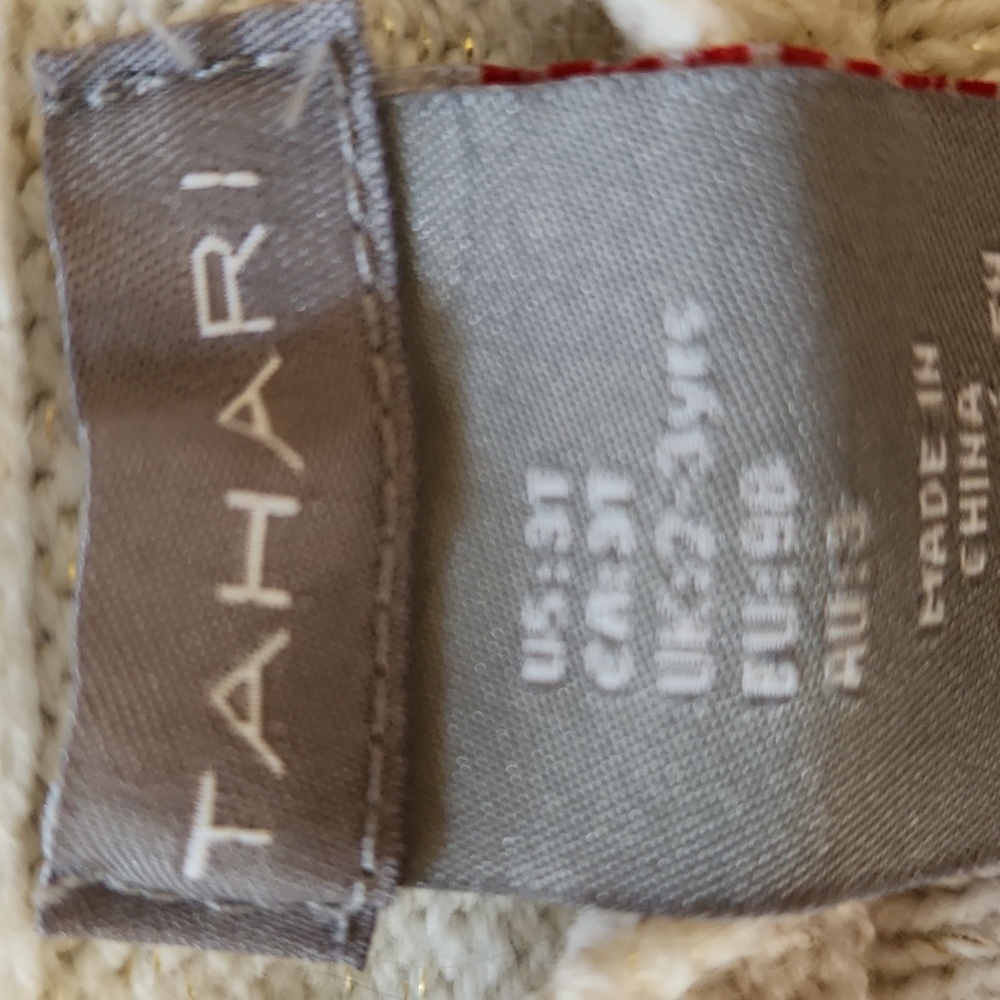 TAHARI
US:3T
CA:3T
UK:2-3yrs
EU:98
AU:3
MADE IN
CHINA